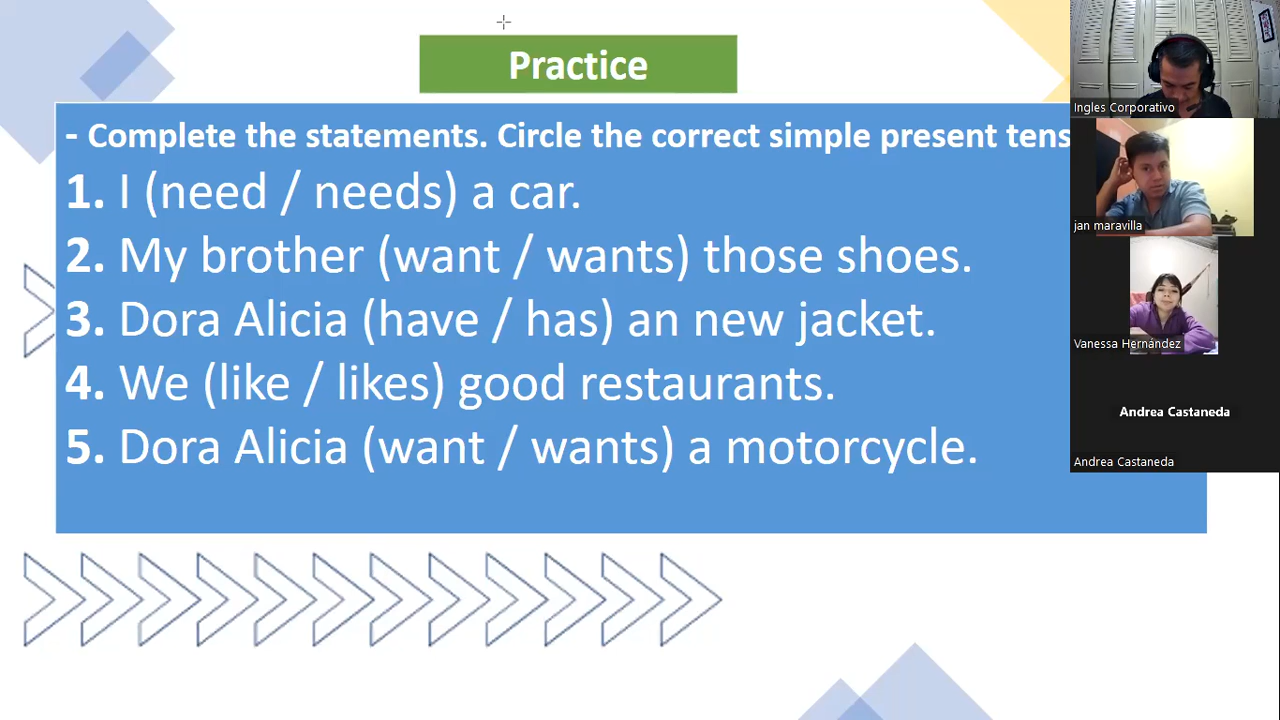 Practice
- Complete the statements. Circle the correct simple present tens
1. I (need / needs) a car.
2. My brother (want / wants) those shoes.
3. Dora Alicia (have / has) an new jacket.
4. We (like / likes) good restaurants.
5. Dora Alicia (want / wants) a motorcycle.
Ingles Corporativo
jan maravilla
Vanessa Hernández
Andrea Castaneda
Andrea Castaneda